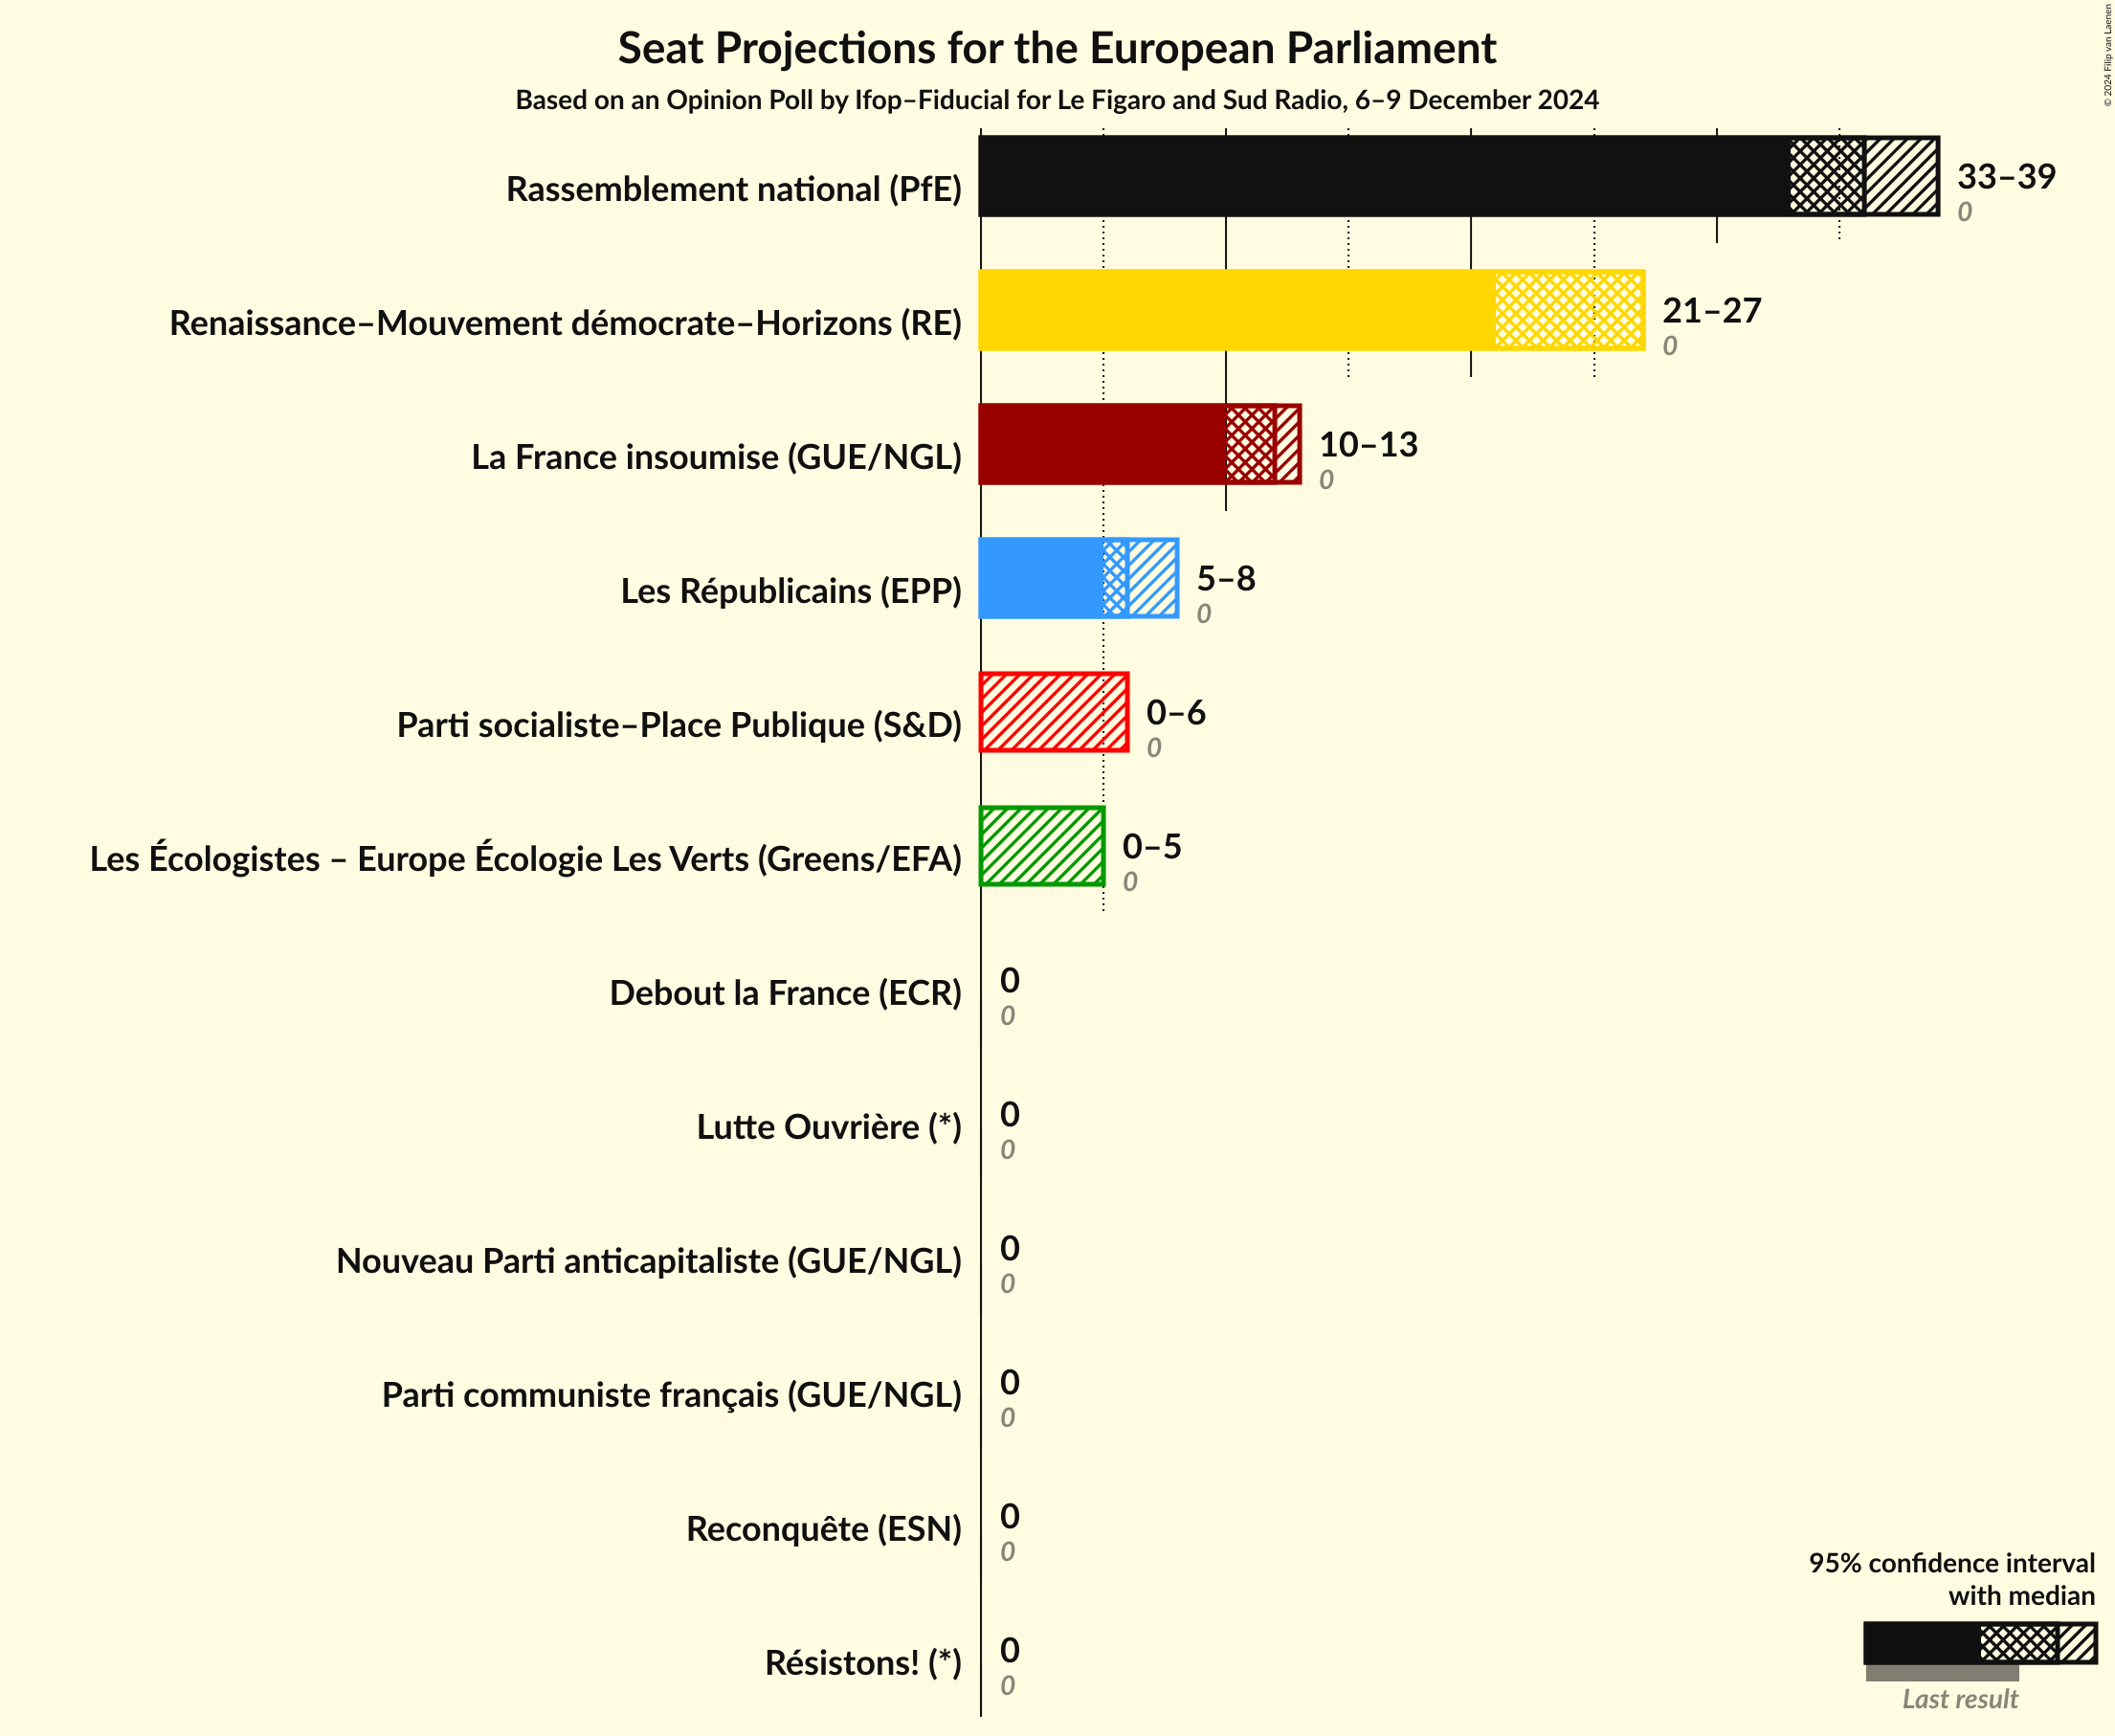 © 2024 Filip van Laenen
Seat Projections for the European Parliament
Based on an Opinion Poll by Ifop–Fiducial for Le Figaro and Sud Radio, 6–9 December 2024
Rassemblement national (PfE)
33–39
0
Renaissance–Mouvement démocrate–Horizons (RE)
21–27
0
La France insoumise (GUE/NGL)
10–13
0
Les Républicains (EPP)
5–8
0
Parti socialiste–Place Publique (S&D)
0–6
0
Les Écologistes – Europe Écologie Les Verts (Greens/EFA)
0–5
0
Debout la France (ECR)
0
0
Lutte Ouvrière (*)
0
0
Nouveau Parti anticapitaliste (GUE/NGL)
0
0
Parti communiste français (GUE/NGL)
0
0
Reconquête (ESN)
0
0
Résistons! (*)
0
0
95% confidence interval
with median
Last result